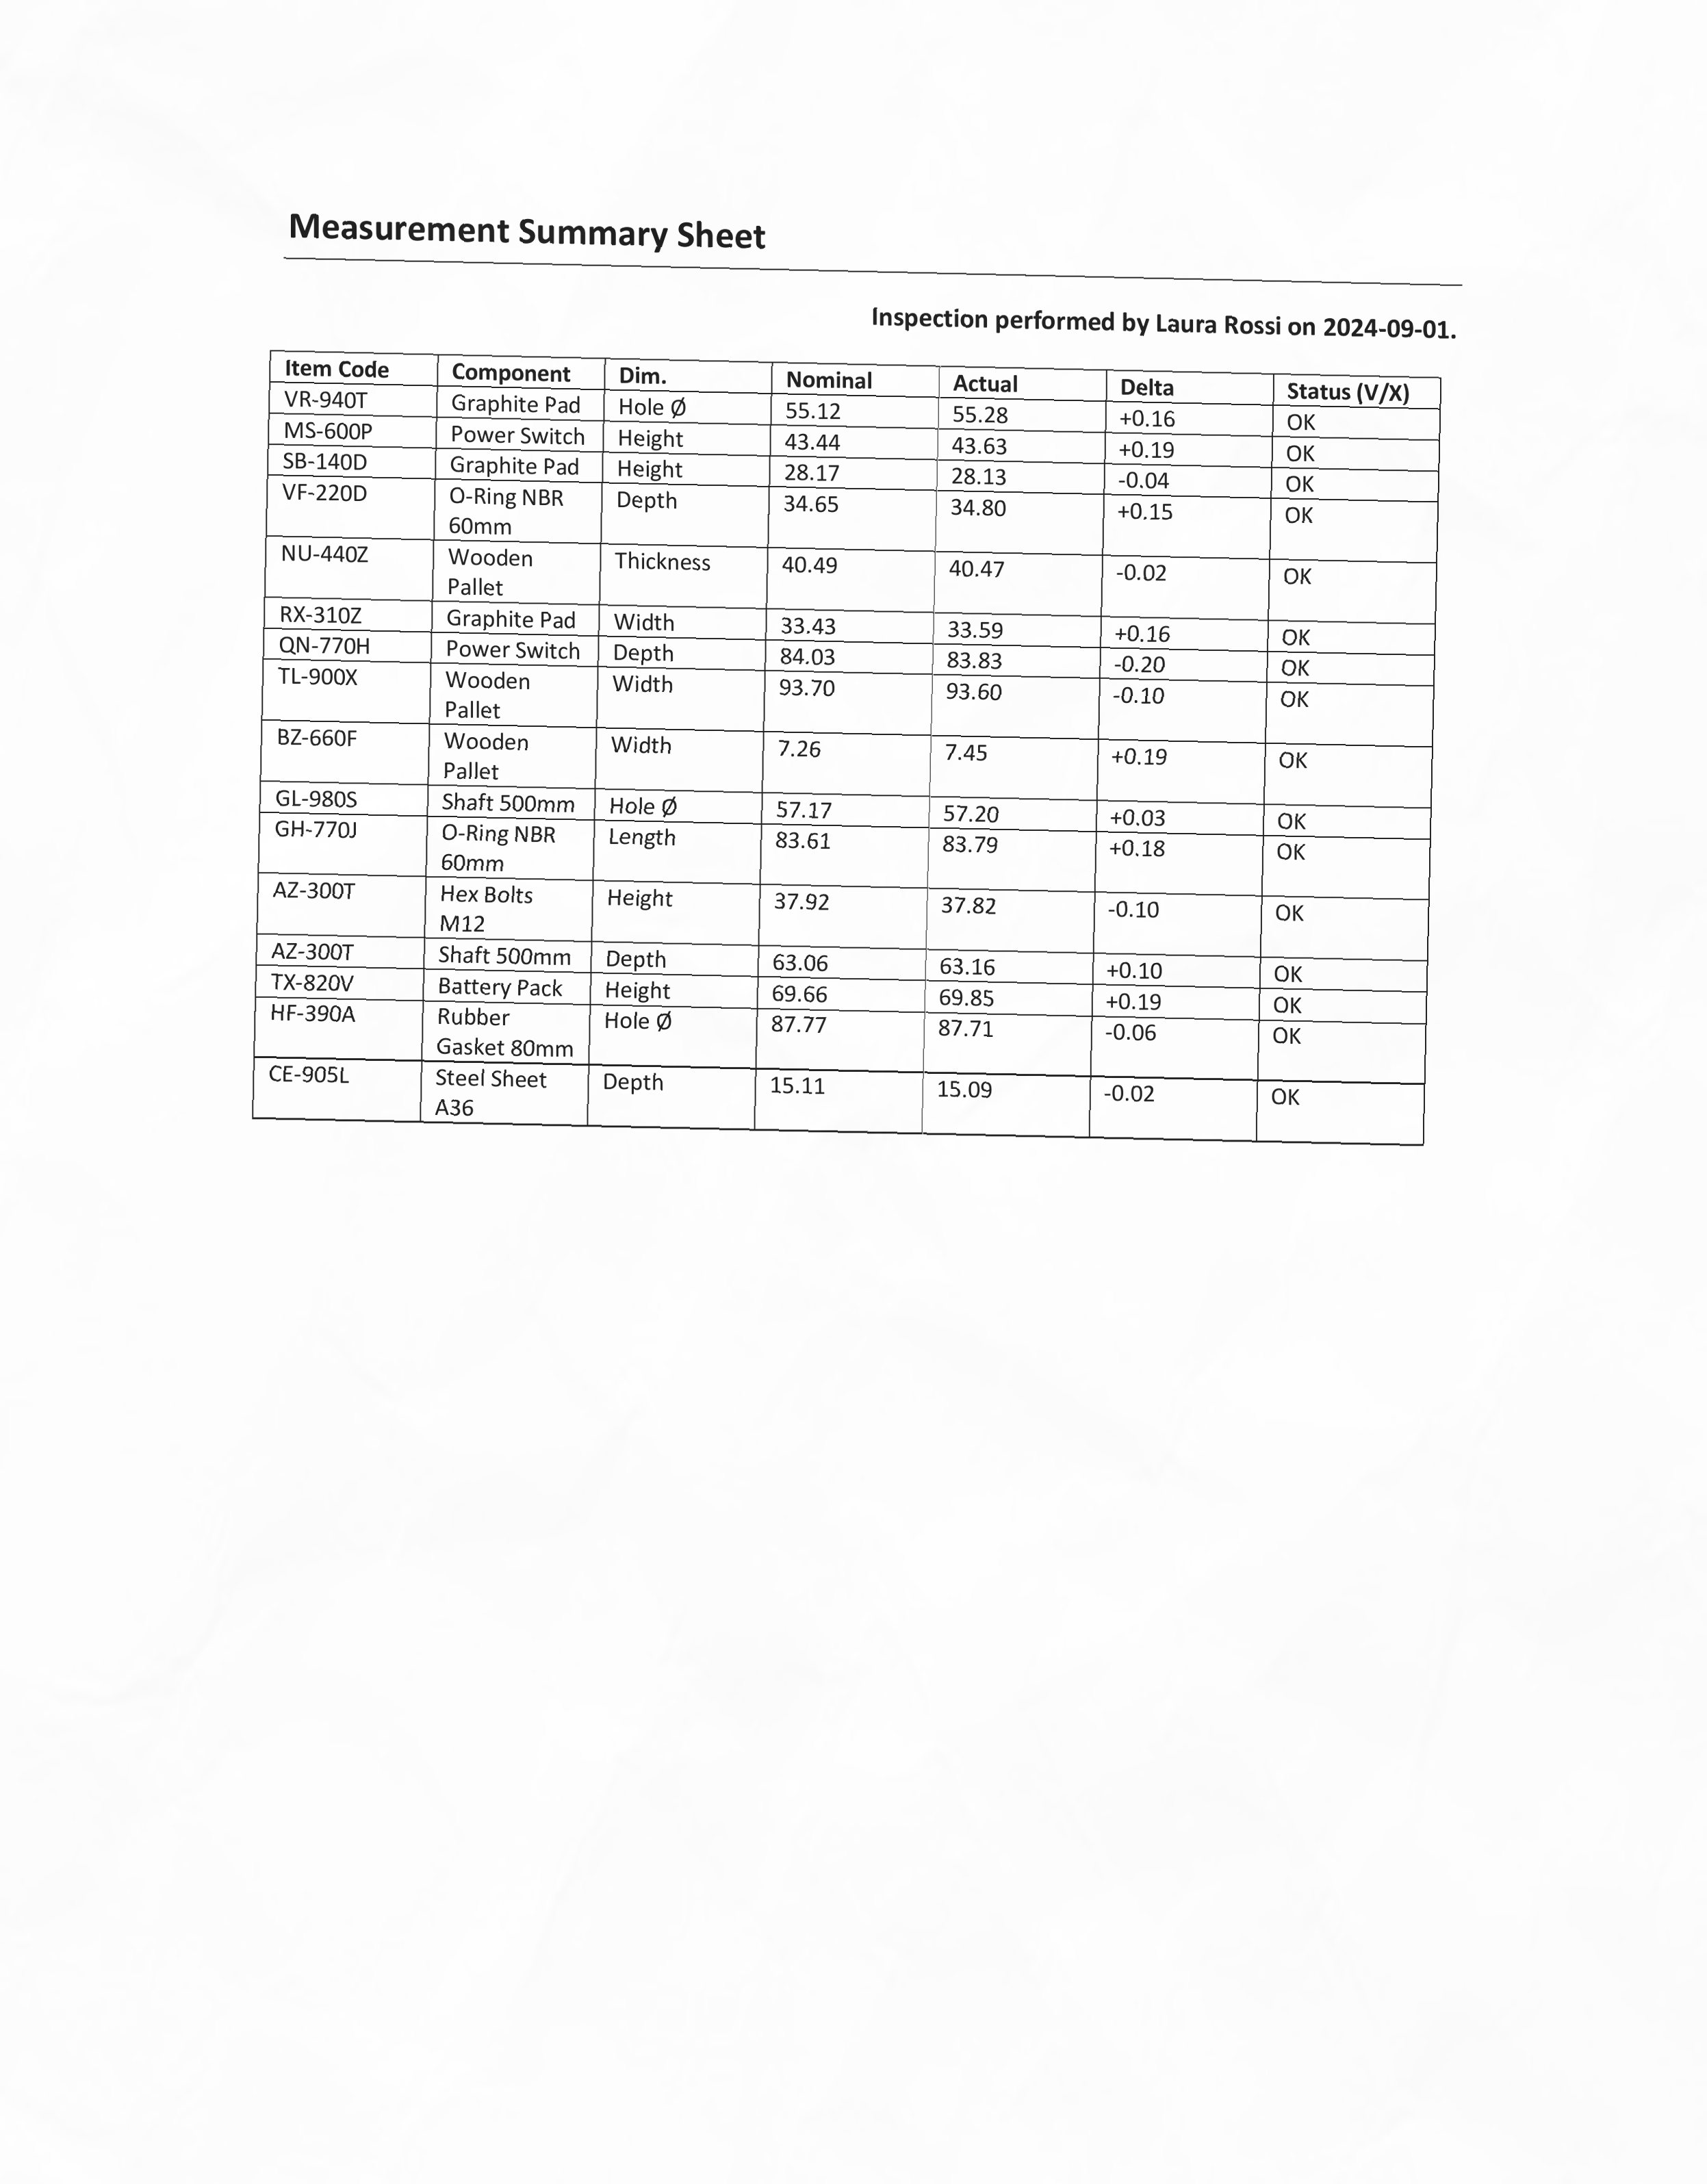 Measurement Summary Sheet
Inspection performed by Laura Rossi on 2024-09-01.
Item Code Component Dim. Nominal Actual Delta Status (V/X)
VR-940T Graphite Pad Hole Ø 55.12 55.28 +0.16 OK
MS-600P Power Switch Height 43.44 43.63 +0.19 OK
SB-140D Graphite Pad Height 28.17 28.13 -0.04 OK
VF-220D O-Ring NBR Depth 34.65 34.80 +0.15 OK
60mm
NU-440Z Wooden Thickness 40.49 40.47 -0.02 OK
Pallet
RX-310Z Graphite Pad Width 33.43 33.59 +0.16 OK
QN-770H Power Switch Depth 84.03 83.83 -0.20 OK
TL-900X Wooden Width 93.70 93.60 -0.10 OK
Pallet
BZ-660F Wooden Width 7.26 7.45 +0.19 OK
Pallet
GL-980S Shaft 500mm Hole Ø 57.17 57.20 +0.03 OK
GH-770J O-Ring NBR Length 83.61 83.79 +0.18 OK
60mm
AZ-300T Hex Bolts Height 37.92 37.82 -0.10 OK
M12
AZ-300T Shaft 500mm Depth 63.06 63.16 +0.10 OK
TX-820V Battery Pack Height 69.66 69.85 +0.19 OK
HF-390A Rubber Hole Ø 87.77 87.71 -0.06 OK
Gasket 80mm
CE-905L Steel Sheet Depth 15.11 15.09 -0.02 OK
A36